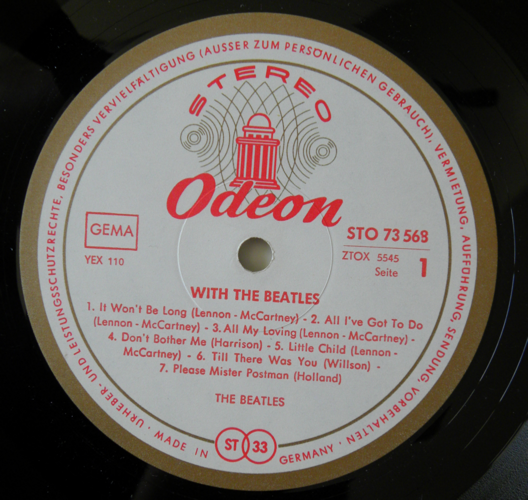 · URHEBER- UND LEISTUNGSSCHUTZRECHTE, BESONDERS VERVIELFÄLTIGUNG (AUSSER ZUM PERSÖNLICHEN GEBRAUCH), VERMIETUNG, AUFFÜHRUNG, SENDUNG, VORBEHALTEN ·
STEREO
Odeon
GEMA
STO 73 568
YEX 110
ZTOX 5545
Seite 1
WITH THE BEATLES
1. It Won't Be Long (Lennon - McCartney) - 2. All I've Got To Do
(Lennon - McCartney) - 3. All My Loving (Lennon - McCartney) -
4. Don't Bother Me (Harrison) - 5. Little Child (Lennon -
McCartney) - 6. Till There Was You (Willson) -
7. Please Mister Postman (Holland)
THE BEATLES
MADE IN ST 33 GERMANY